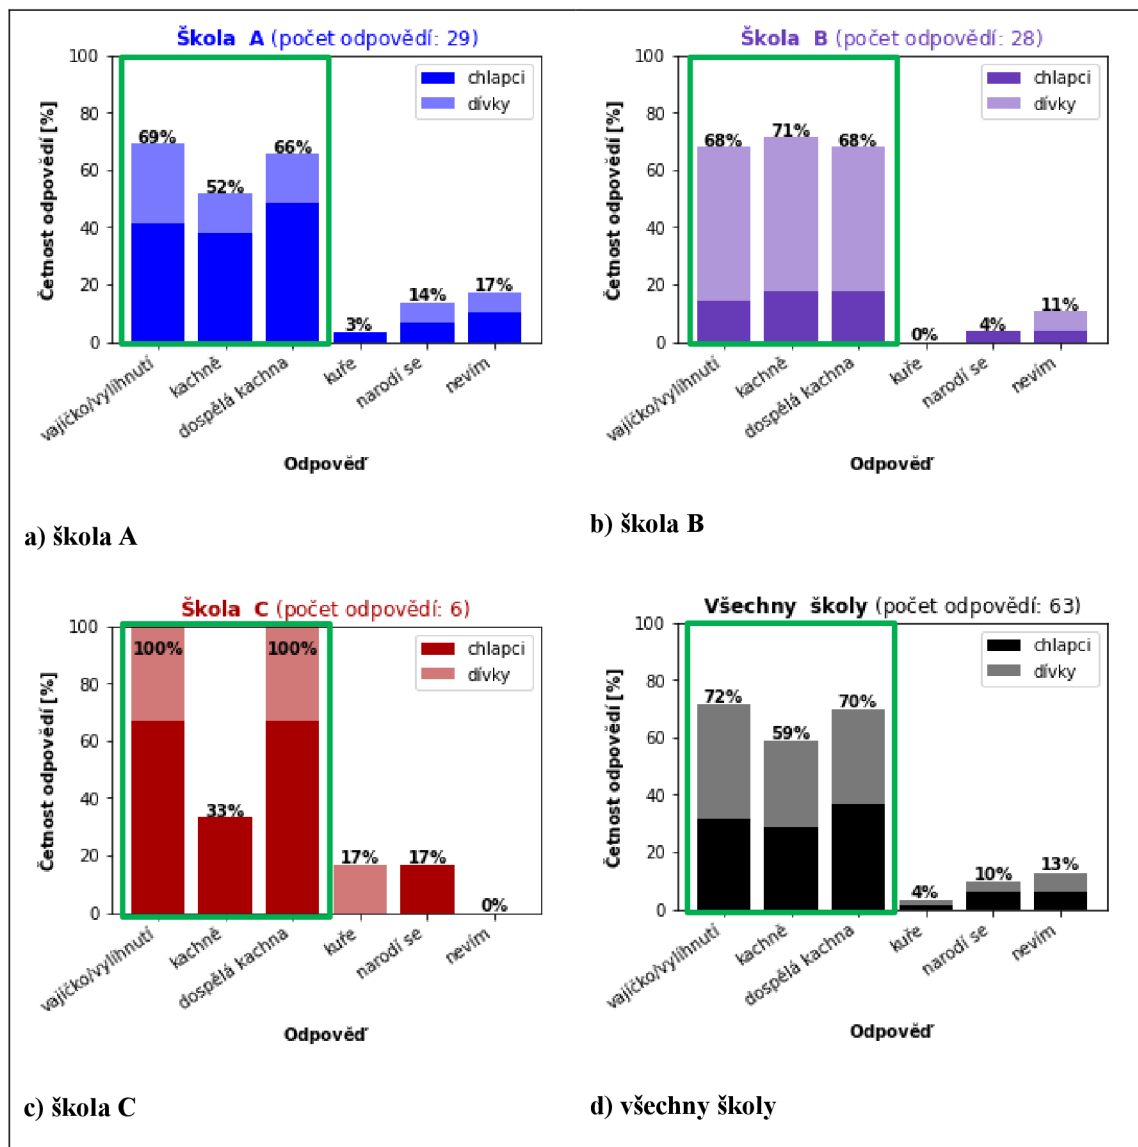 Škola A (počet odpovědí: 29)
100
80
60
40
20
0
Četnost odpovědí [%]
chlapci
dívky
69%
52%
66%
3%
14%
17%
vajíčko/vylíhnutí
kachně
dospělá kachna
kuře
narodí se
nevím
Odpověď
a) škola A
Škola B (počet odpovědí: 28)
100
80
60
40
20
0
Četnost odpovědí [%]
chlapci
dívky
68%
71%
68%
0%
4%
11%
vajíčko/vylíhnutí
kachně
dospělá kachna
kuře
narodí se
nevím
Odpověď
b) škola B
Škola C (počet odpovědí: 6)
100
80
60
40
20
0
Četnost odpovědí [%]
chlapci
dívky
100%
33%
100%
17%
17%
0%
vajíčko/vylíhnutí
kachně
dospělá kachna
kuře
narodí se
nevím
Odpověď
c) škola C
Všechny školy (počet odpovědí: 63)
100
80
60
40
20
0
Četnost odpovědí [%]
chlapci
dívky
72%
59%
70%
4%
10%
13%
vajíčko/vylíhnutí
kachně
dospělá kachna
kuře
narodí se
nevím
Odpověď
d) všechny školy